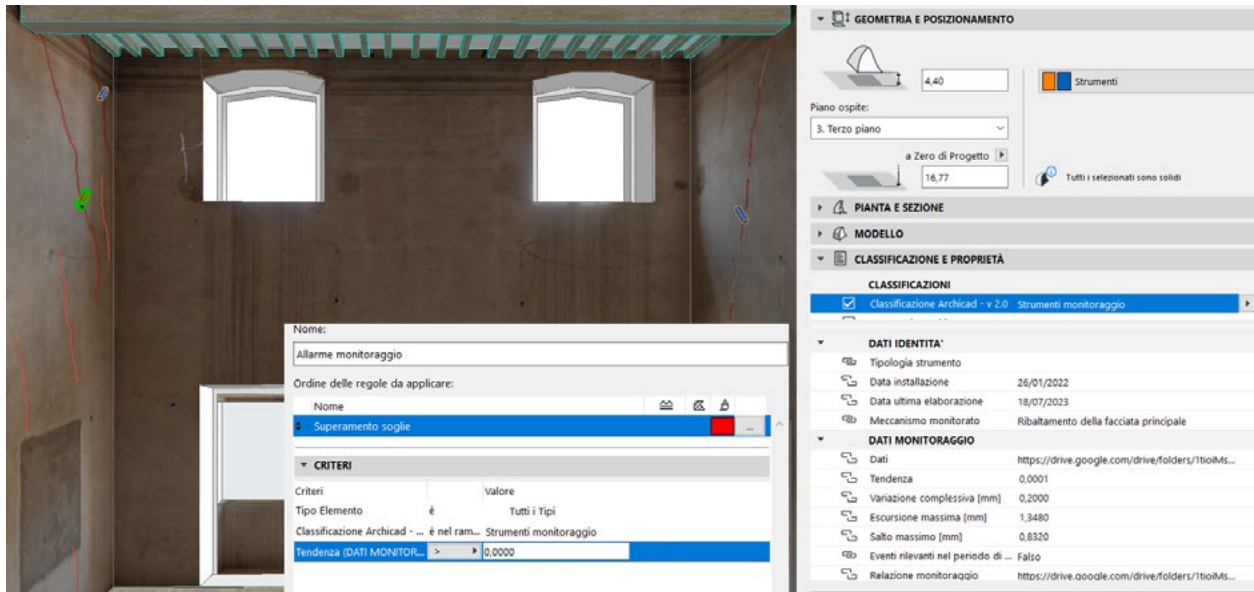 GEOMETRIA E POSIZIONAMENTO
4,40
Strumenti
Piano ospite:
3. Terzo piano
a Zero di Progetto
16,77
Tutti i selezionati sono solidi
PIANTA E SEZIONE
MODELLO
CLASSIFICAZIONE E PROPRIETÀ
CLASSIFICAZIONI
Classificazione Archicad - v 2.0 Strumenti monitoraggio
DATI IDENTITA'
Tipologia strumento
Data installazione 26/01/2022
Data ultima elaborazione 18/07/2023
Meccanismo monitorato Ribaltamento della facciata principale
DATI MONITORAGGIO
Dati https://drive.google.com/drive/folders/1tioiMs...
Tendenza 0,0001
Variazione complessiva [mm] 0,2000
Escursione massima [mm] 1,3480
Salto massimo [mm] 0,8320
Eventi rilevanti nel periodo di ... Falso
Relazione monitoraggio https://drive.google.com/drive/folders/1tioiMs...
Nome:
Allarme monitoraggio
Ordine delle regole da applicare:
Nome
Superamento soglie ...
CRITERI
Criteri Valore
Tipo Elemento è Tutti i Tipi
Classificazione Archicad - ... è nel ram... Strumenti monitoraggio
Tendenza (DATI MONITOR... > 0,0000